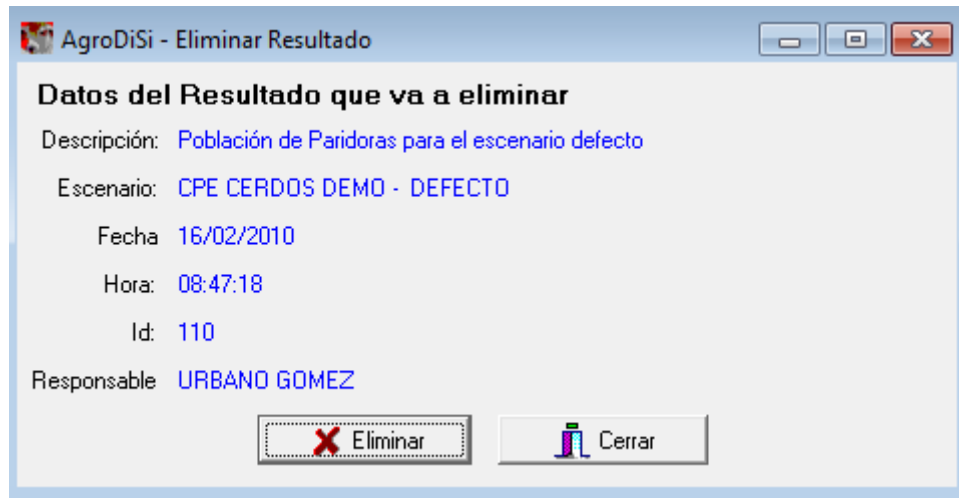 AgroDiSi - Eliminar Resultado
Datos del Resultado que va a eliminar
Descripción: Población de Paridoras para el escenario defecto
Escenario: CPE CERDOS DEMO - DEFECTO
Fecha 16/02/2010
Hora: 08:47:18
Id: 110
Responsable URBANO GOMEZ
Eliminar Cerrar